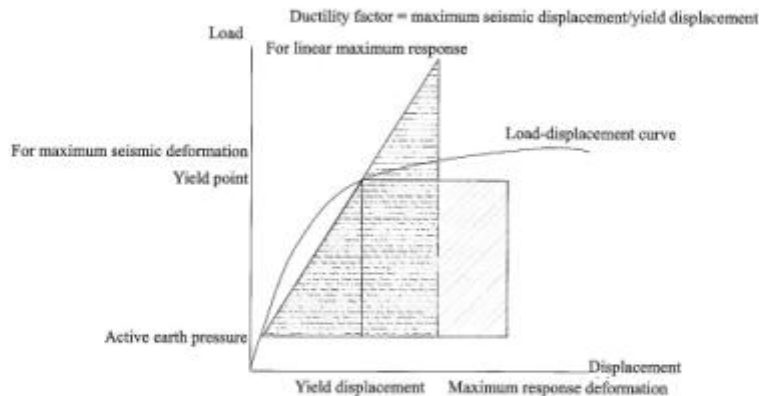 Ductility factor = maximum seismic displacement/yield displacement
Load
For linear maximum response
Load-displacement curve
For maximum seismic deformation
Yield point
Active earth pressure
Displacement
Yield displacement
Maximum response deformation